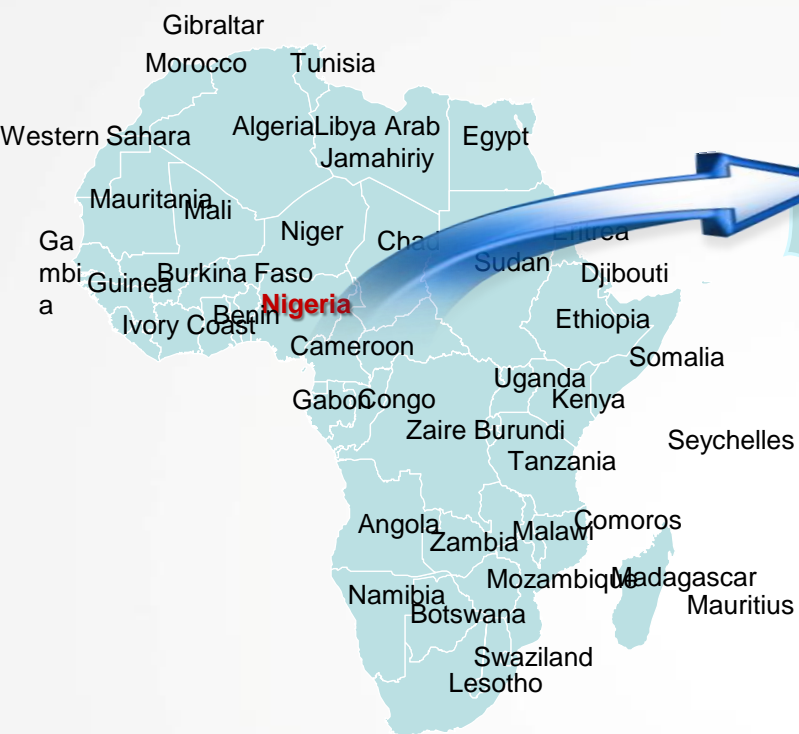 Gibraltar
Morocco
Tunisia
Western Sahara
Algeria
Libya Arab
Jamahiriy
Egypt
Mauritania
Mali
Niger
Chad
Eritrea
Sudan
Ga
mbi
a
Guinea
Burkina Faso
Djibouti
Nigeria
Benin
Ivory Coast
Ethiopia
Cameroon
Somalia
Uganda
Gabon
Congo
Kenya
Zaire
Burundi
Seychelles
Tanzania
Angola
Zambia
Malawi
Comoros
Mozambique
Madagascar
Namibia
Mauritius
Botswana
Swaziland
Lesotho